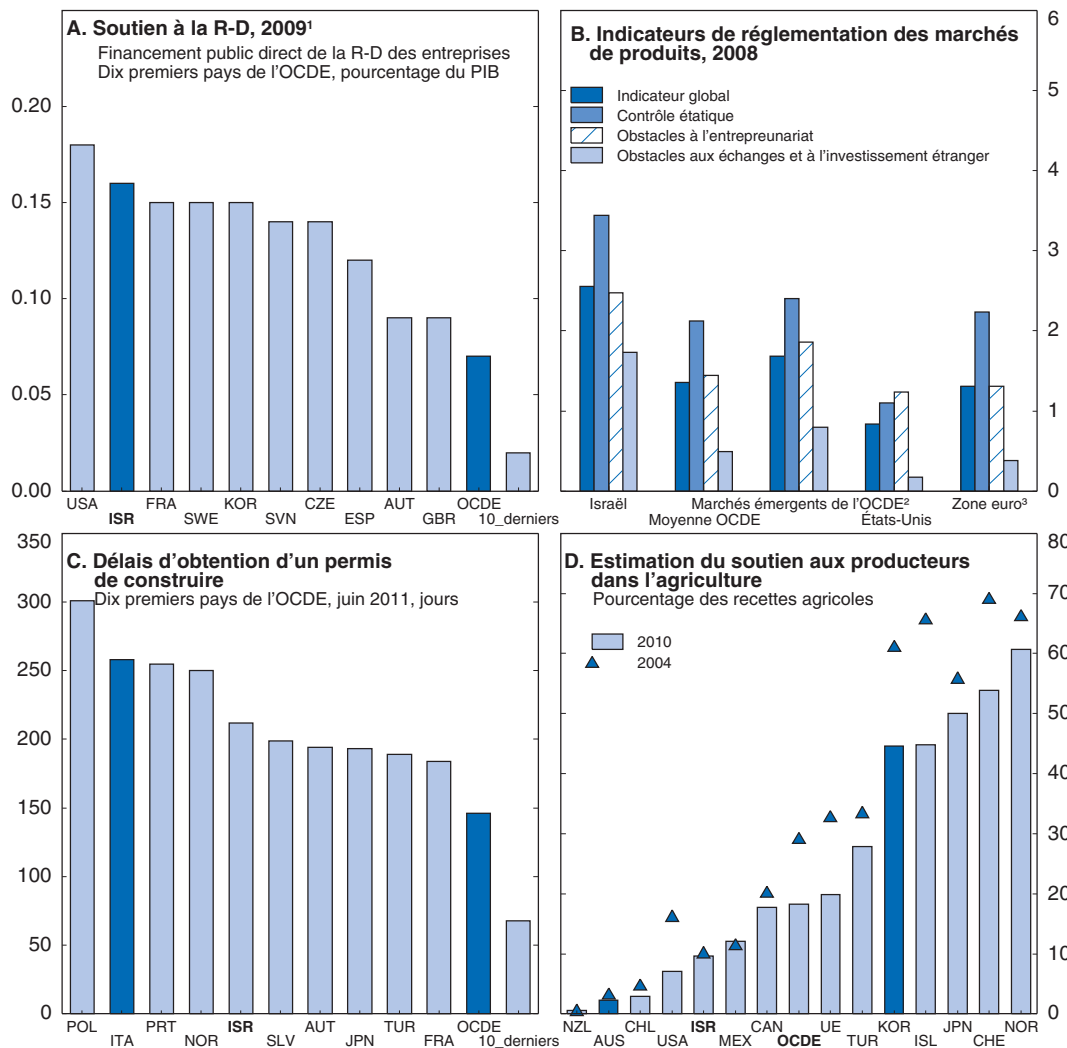 A. Soutien à la R-D, 2009¹
Financement public direct de la R-D des entreprises
Dix premiers pays de l'OCDE, pourcentage du PIB
0.20
0.15
0.10
0.05
0.00
USA FRA KOR CZE AUT OCDE
ISR SWE SVN ESP GBR 10_derniers
B. Indicateurs de réglementation des marchés
de produits, 2008
Indicateur global
Contrôle étatique
Obstacles à l'entrepreunariat
Obstacles aux échanges et à l'investissement étranger
6
5
4
3
2
1
0
Israël Marchés émergents de l'OCDE² Zone euro³
Moyenne OCDE États-Unis
C. Délais d'obtention d'un permis
de construire
Dix premiers pays de l'OCDE, juin 2011, jours
350
300
250
200
150
100
50
0
POL PRT ISR AUT TUR OCDE
ITA NOR SLV JPN FRA 10_derniers
D. Estimation du soutien aux producteurs
dans l'agriculture
Pourcentage des recettes agricoles
2010
2004
80
70
60
50
40
30
20
10
0
NZL CHL ISR CAN UE KOR JPN NOR
AUS USA MEX OCDE TUR ISL CHE